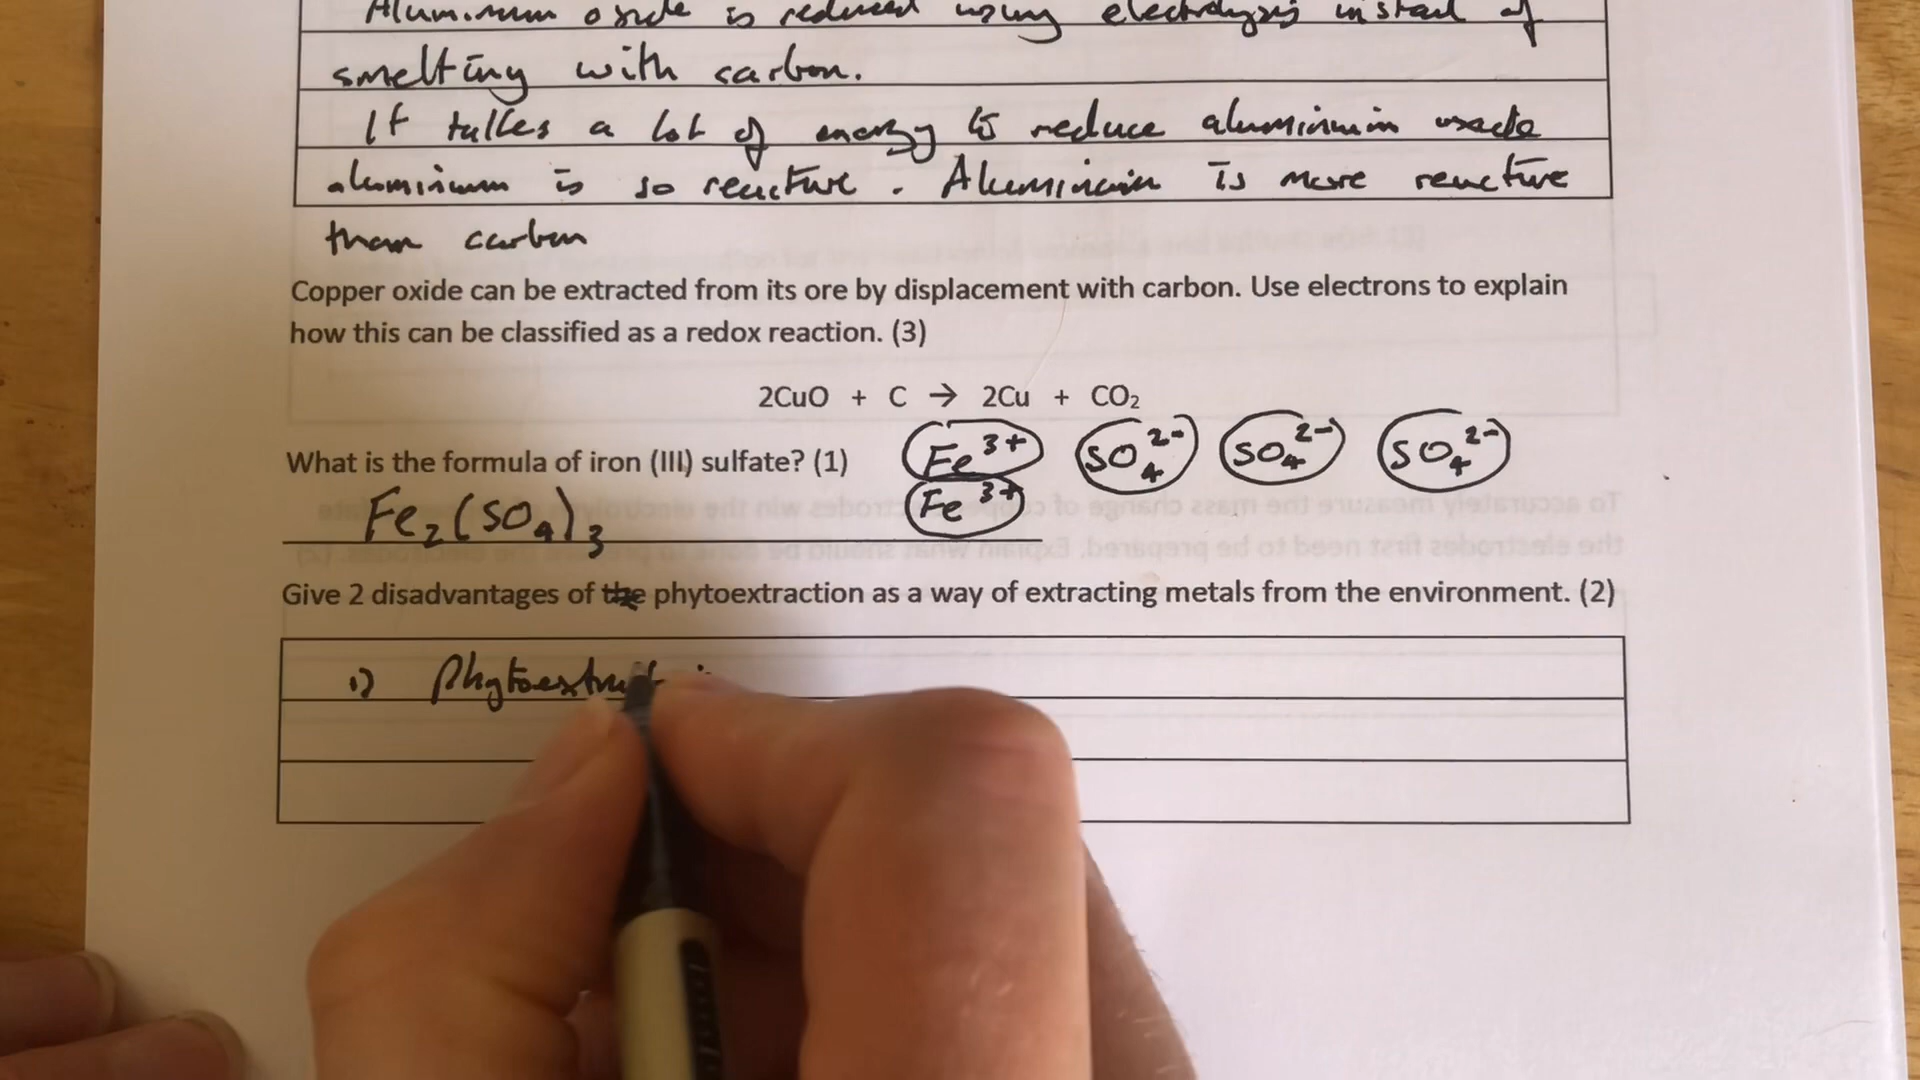 Aluminum oxide is reduced using electrolysis instead of
smelting with carbon.
It takes a lot of energy to reduce aluminium oxide
aluminium is so reactive. Aluminium is more reactive
than carbon
Copper oxide can be extracted from its ore by displacement with carbon. Use electrons to explain
how this can be classified as a redox reaction. (3)
2CuO + C → 2Cu + CO₂
Fe³⁺ SO₄²⁻ SO₄²⁻ SO₄²⁻
What is the formula of iron (III) sulfate? (1)
Fe³⁺
Fe₂(SO₄)₃
Give 2 disadvantages of the phytoextraction as a way of extracting metals from the environment. (2)
1) Phytoextract